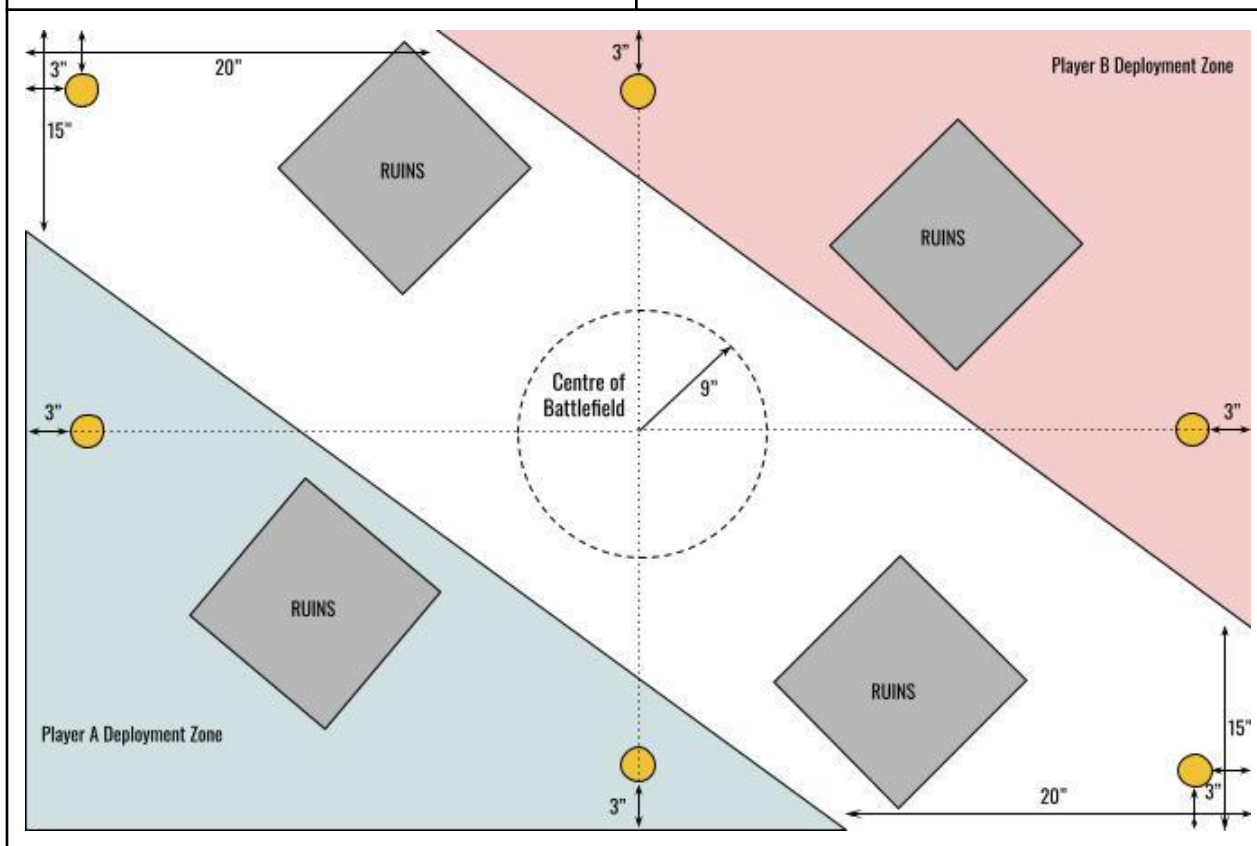 3”
Player B Deployment Zone
20”
3”
15”
RUINS
RUINS
Centre of
Battlefield
9”
3”
3”
RUINS
RUINS
Player A Deployment Zone
15”
20”
3”
3”